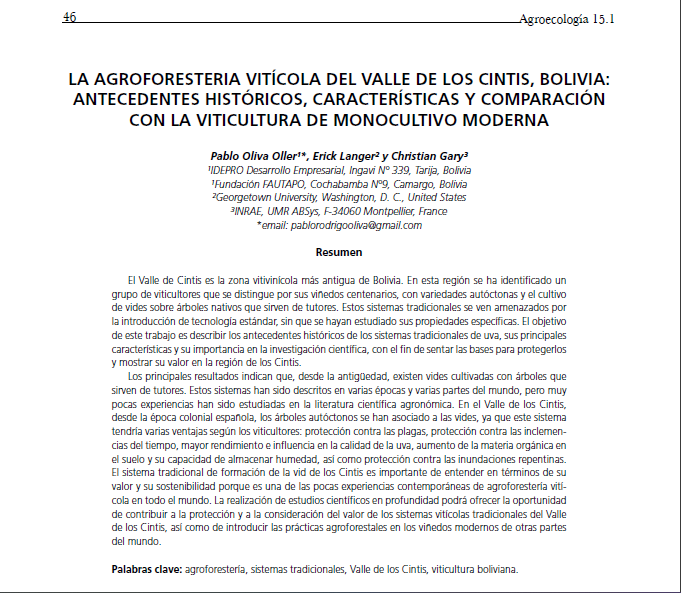 46 Agroecología 15.1
LA AGROFORESTERIA VITÍCOLA DEL VALLE DE LOS CINTIS, BOLIVIA:
ANTECEDENTES HISTÓRICOS, CARACTERÍSTICAS Y COMPARACIÓN
CON LA VITICULTURA DE MONOCULTIVO MODERNA
Pablo Oliva Oller¹*, Erick Langer² y Christian Gary³
¹IDEPRO Desarrollo Empresarial, Ingavi Nº 339, Tarija, Bolivia
¹Fundación FAUTAPO, Cochabamba Nº9, Camargo, Bolivia
²Georgetown University, Washington, D. C., United States
³INRAE, UMR ABSys, F-34060 Montpellier, France
*email: pablorodrigooliva@gmail.com
Resumen
El Valle de Cintis es la zona vitivinícola más antigua de Bolivia. En esta región se ha identificado un
grupo de viticultores que se distingue por sus viñedos centenarios, con variedades autóctonas y el cultivo
de vides sobre árboles nativos que sirven de tutores. Estos sistemas tradicionales se ven amenazados por
la introducción de tecnología estándar, sin que se hayan estudiado sus propiedades específicas. El objetivo
de este trabajo es describir los antecedentes históricos de los sistemas tradicionales de uva, sus principales
características y su importancia en la investigación científica, con el fin de sentar las bases para protegerlos
y mostrar su valor en la región de los Cintis.
Los principales resultados indican que, desde la antigüedad, existen vides cultivadas con árboles que
sirven de tutores. Estos sistemas han sido descritos en varias épocas y varias partes del mundo, pero muy
pocas experiencias han sido estudiadas en la literatura científica agronómica. En el Valle de los Cintis,
desde la época colonial española, los árboles autóctonos se han asociado a las vides, ya que este sistema
tendría varias ventajas según los viticultores: protección contra las plagas, protección contra las inclemen-
cias del tiempo, mayor rendimiento e influencia en la calidad de la uva, aumento de la materia orgánica en
el suelo y su capacidad de almacenar humedad, así como protección contra las inundaciones repentinas.
El sistema tradicional de formación de la vid de los Cintis es importante de entender en términos de su
valor y su sostenibilidad porque es una de las pocas experiencias contemporáneas de agroforestería vití-
cola en todo el mundo. La realización de estudios científicos en profundidad podrá ofrecer la oportunidad
de contribuir a la protección y a la consideración del valor de los sistemas vitícolas tradicionales del Valle
de los Cintis, así como de introducir las prácticas agroforestales en los viñedos modernos de otras partes
del mundo.
Palabras clave: agroforestería, sistemas tradicionales, Valle de los Cintis, viticultura boliviana.